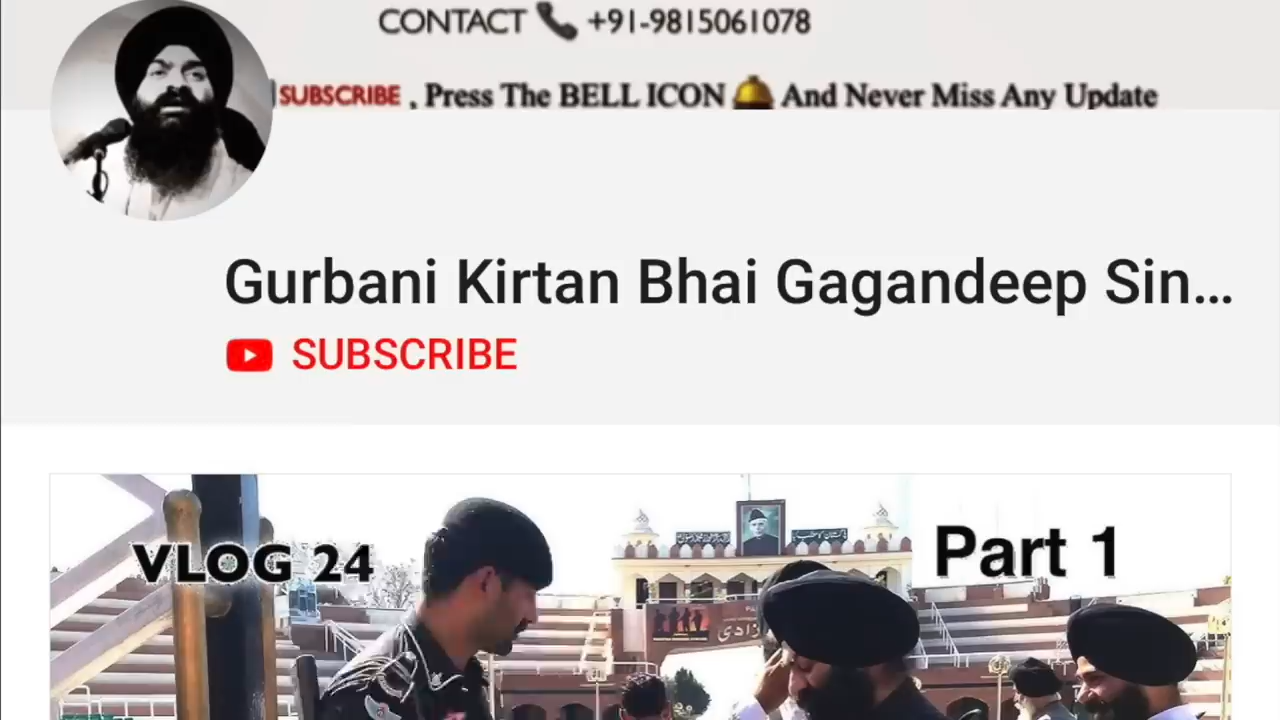 CONTACT 📞 +91-9815061078
SUBSCRIBE , Press The BELL ICON 🔔 And Never Miss Any Update
Gurbani Kirtan Bhai Gagandeep Sin...
SUBSCRIBE
VLOG 24
Part 1